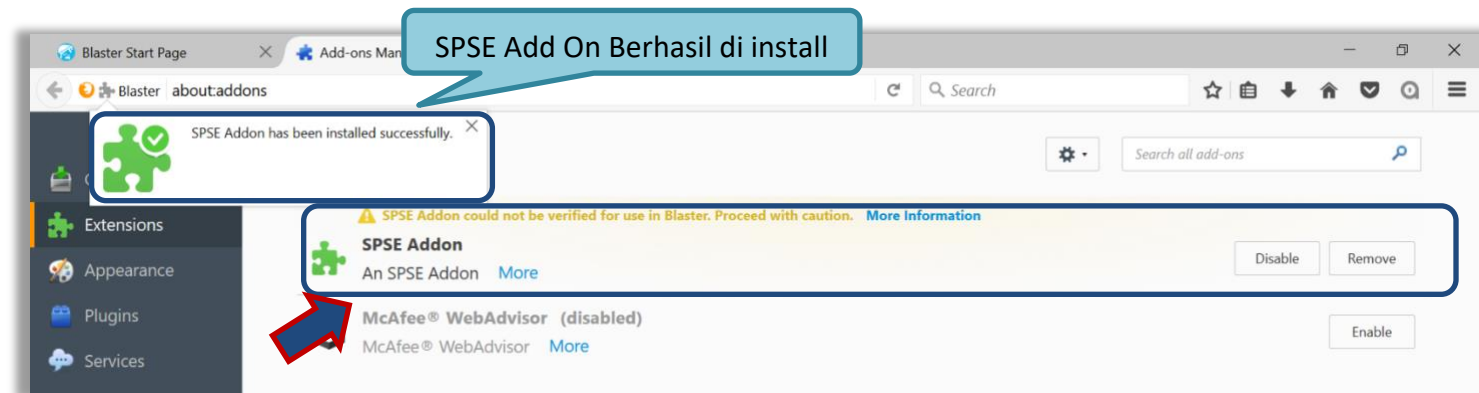 SPSE Add On Berhasil di install
Blaster Start Page
Add-ons Man
Blaster about:addons
Search
SPSE Addon has been installed successfully.
Search all add-ons
Extensions
Appearance
Plugins
Services
SPSE Addon could not be verified for use in Blaster. Proceed with caution. More Information
SPSE Addon
An SPSE Addon More
Disable
Remove
McAfee® WebAdvisor (disabled)
McAfee® WebAdvisor More
Enable